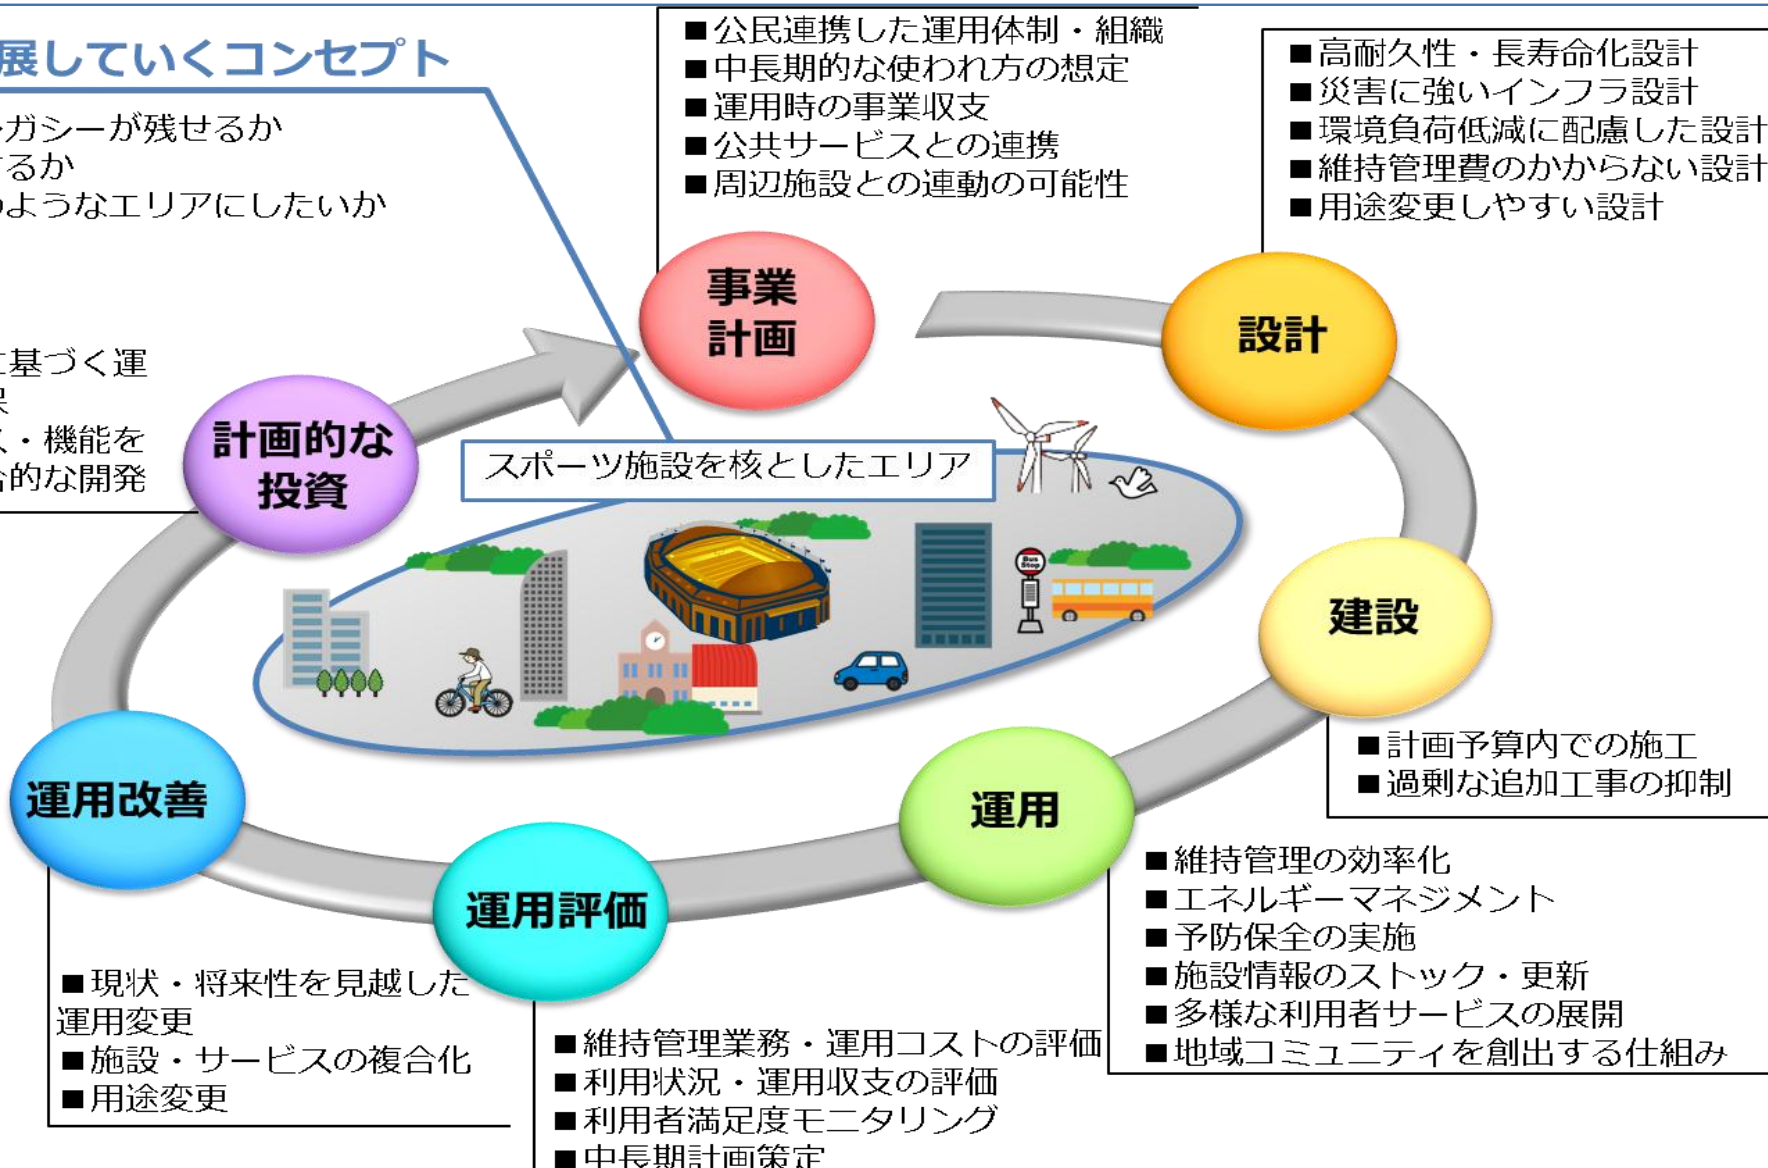 展していくコンセプト
ガシーが残せるか
するか
のようなエリアにしたいか
■公民連携した運用体制・組織
■中長期的な使われ方の想定
■運用時の事業収支
■公共サービスとの連携
■周辺施設との連動の可能性
■高耐久性・長寿命化設計
■災害に強いインフラ設計
■環境負荷低減に配慮した設計
■維持管理費のかからない設計
■用途変更しやすい設計
事業
計画
設計
に基づく運
・機能を
的な開発
計画的な
投資
スポーツ施設を核としたエリア
Bus
Stop
建設
■計画予算内での施工
■過剰な追加工事の抑制
運用改善
運用
運用評価
■維持管理の効率化
■エネルギーマネジメント
■予防保全の実施
■施設情報のストック・更新
■多様な利用者サービスの展開
■地域コミュニティを創出する仕組み
■現状・将来性を見越した
運用変更
■施設・サービスの複合化
■用途変更
■維持管理業務・運用コストの評価
■利用状況・運用収支の評価
■利用者満足度モニタリング
■中長期計画策定